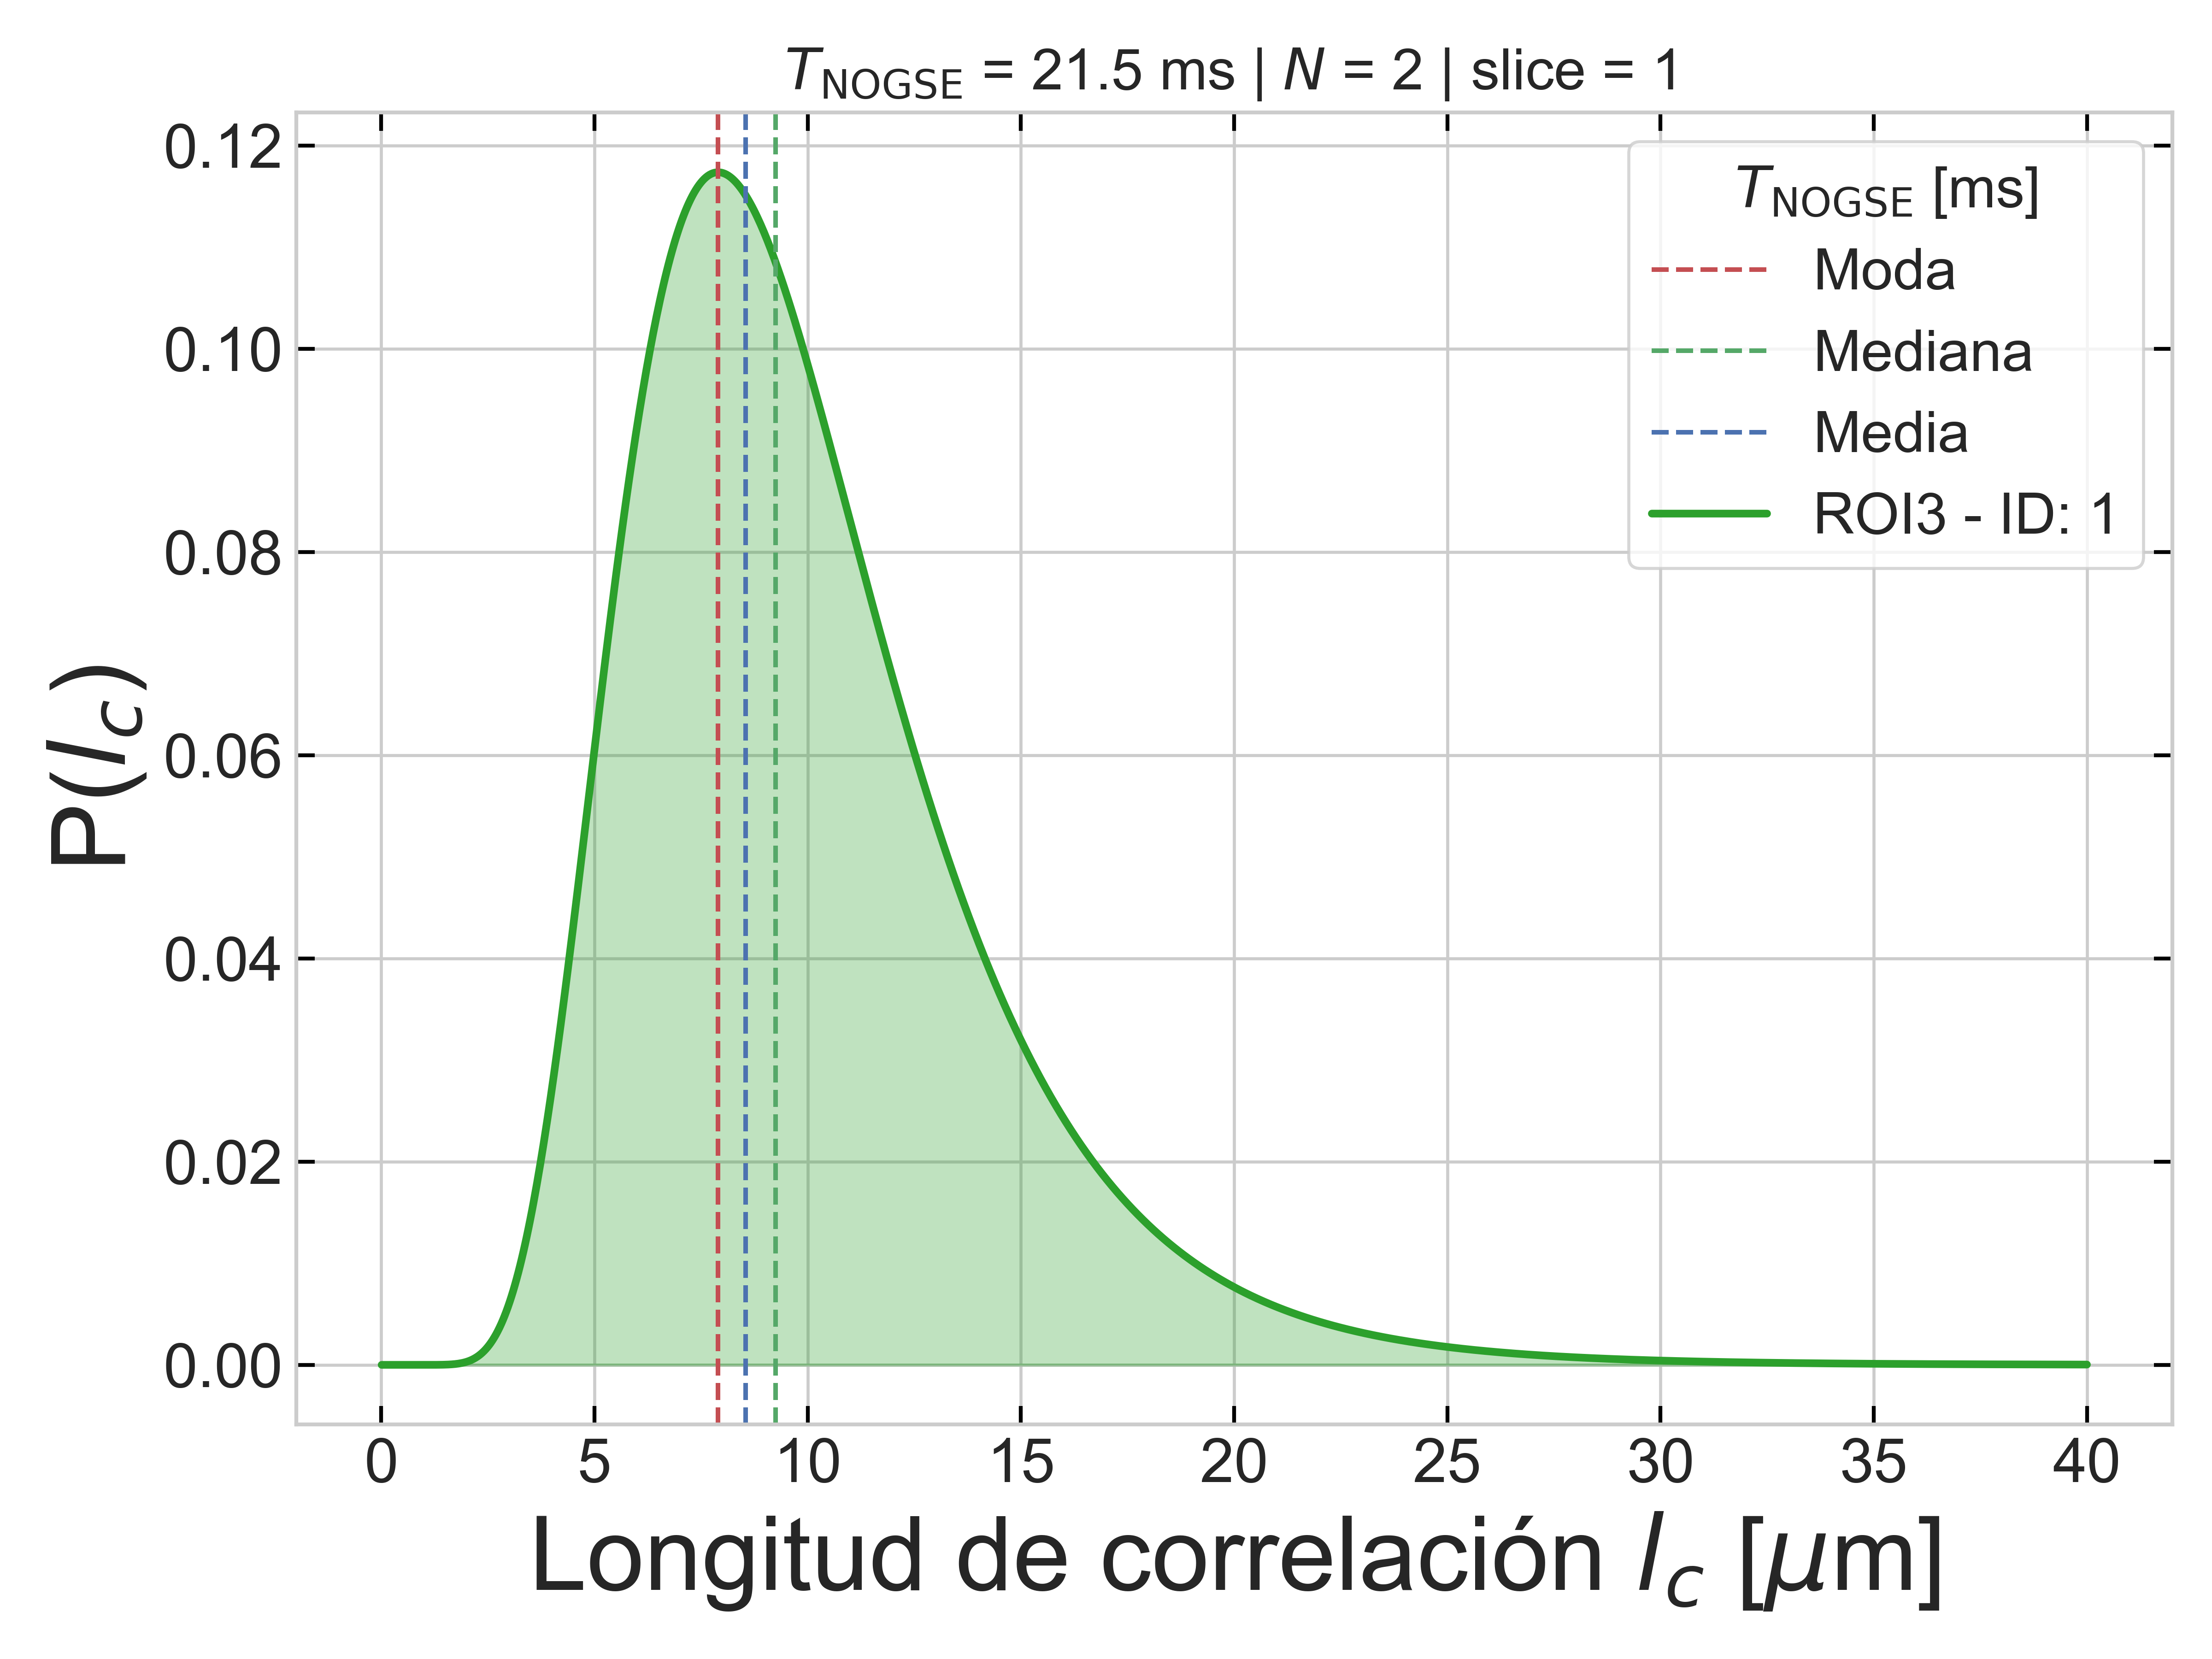 T_NOGSE = 21.5 ms | N = 2 | slice = 1
P(l_c)
0.12
0.10
0.08
0.06
0.04
0.02
0.00
T_NOGSE [ms]
Moda
Mediana
Media
ROI3 - ID: 1
0 5 10 15 20 25 30 35 40
Longitud de correlación l_c [μm]